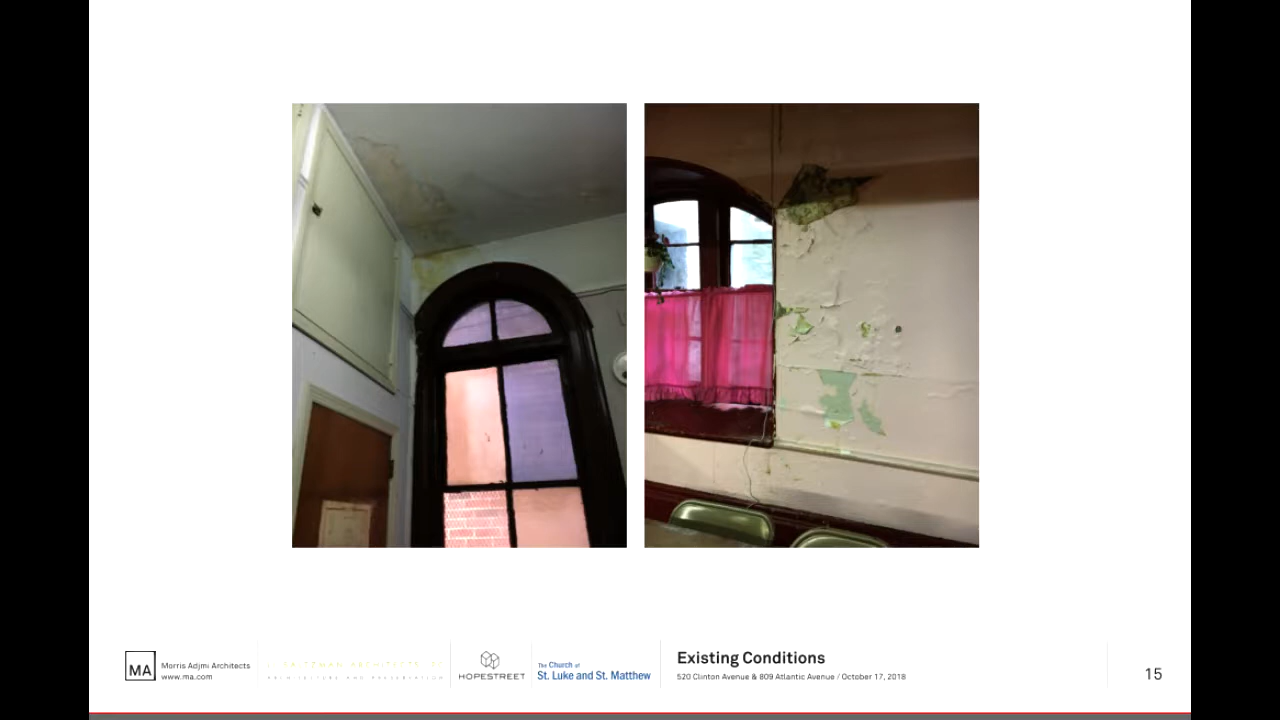 MA
Morris Adjmi Architects
www.ma.com
HOPESTREET
The Church of
St. Luke and St. Matthew
Existing Conditions
520 Clinton Avenue & 809 Atlantic Avenue / October 17, 2018
15